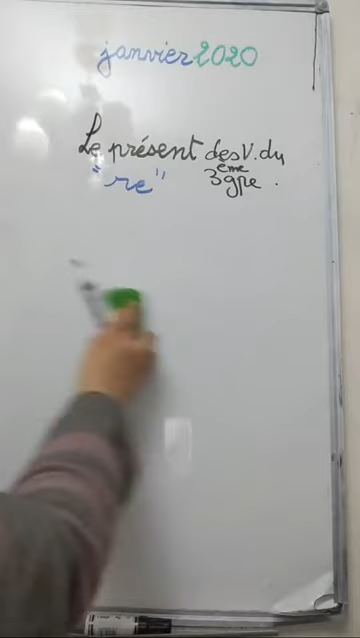 janvier 2020
Le présent des V. du
"re" 3ème gpe.